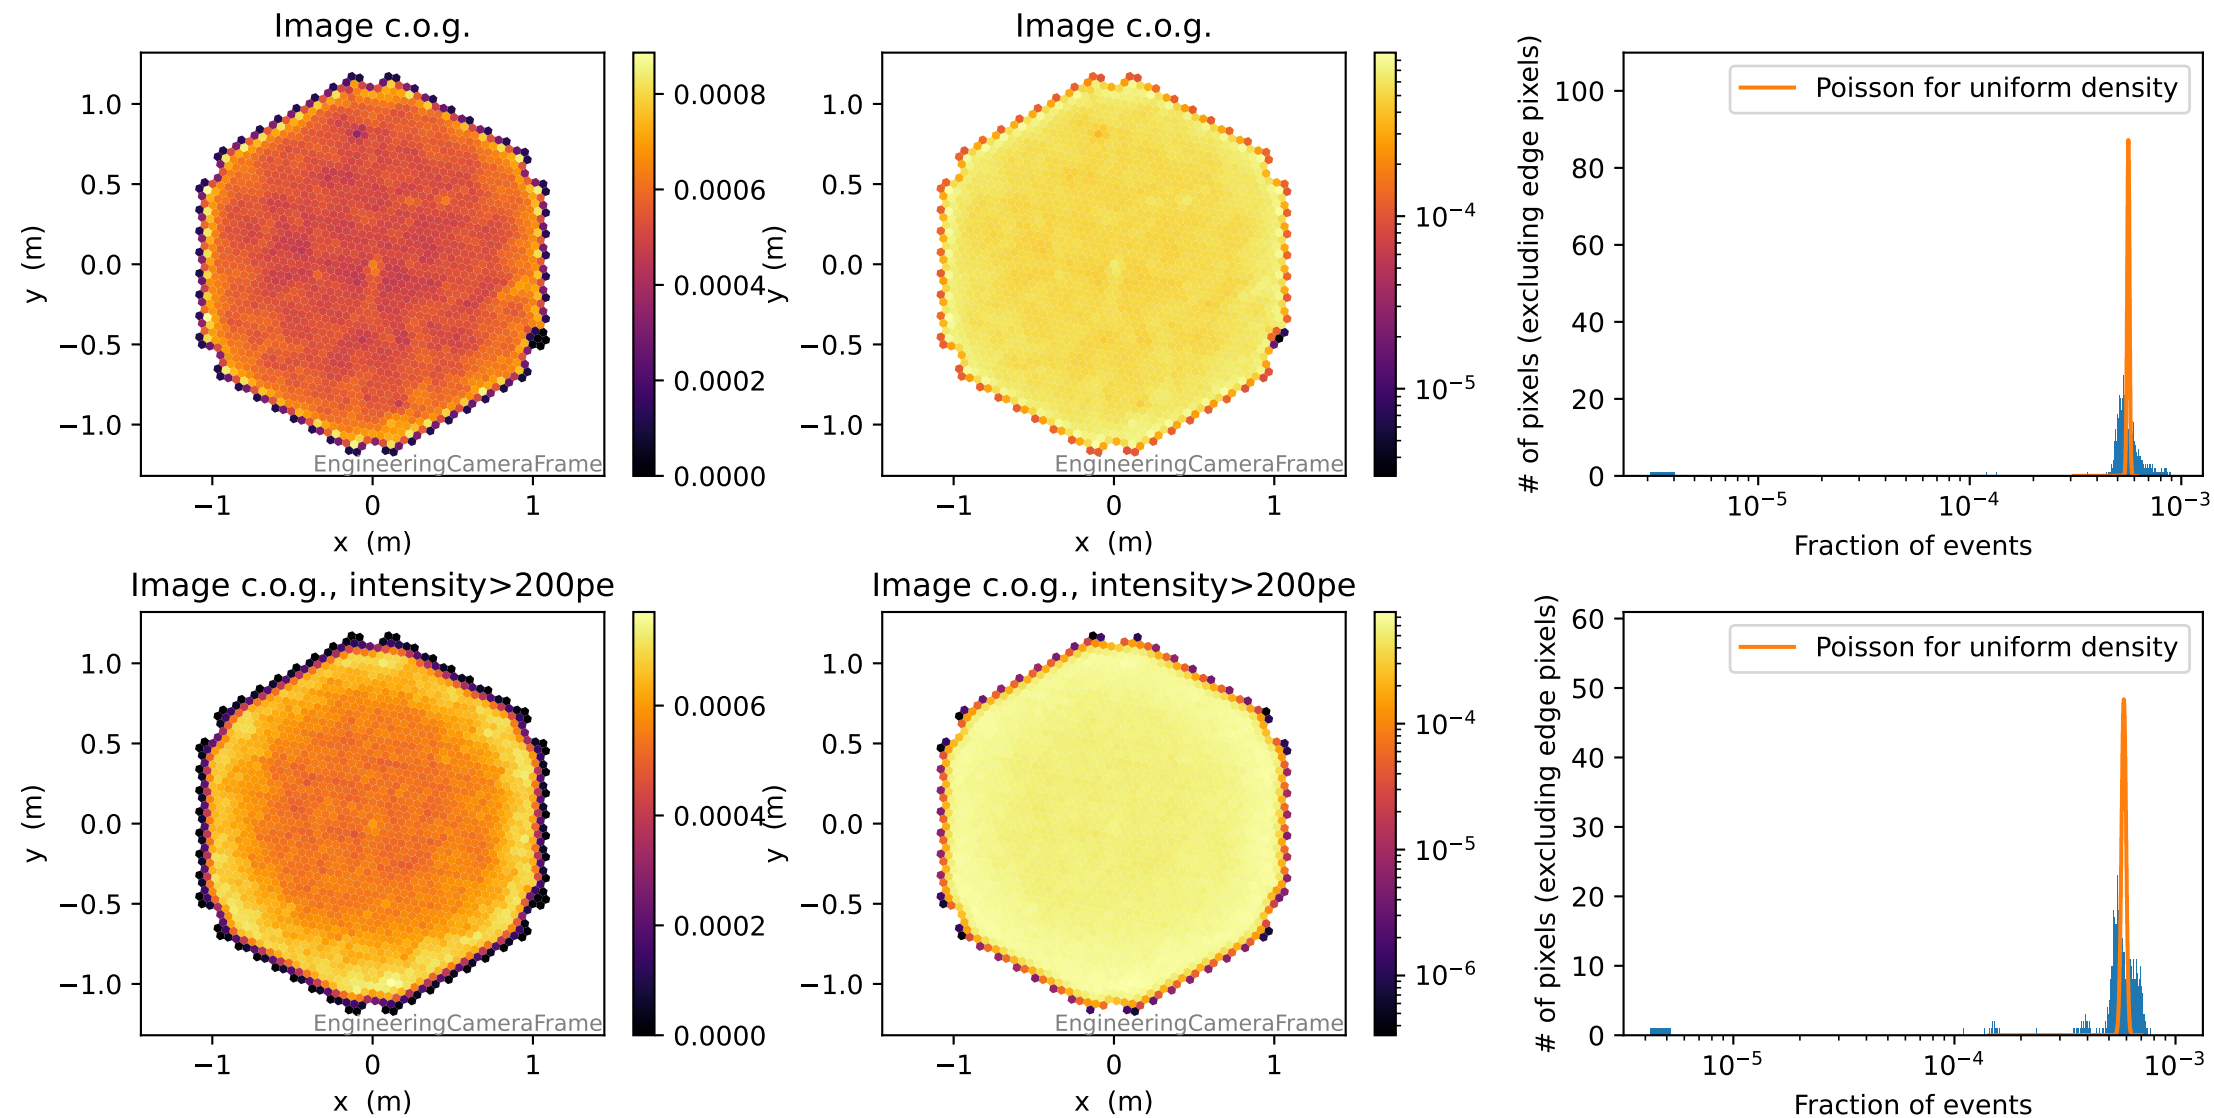 Image c.o.g.
1.0
0.5
0.0
−0.5
−1.0
y (m)
EngineeringCameraFrame
−1
0
1
x (m)
0.0008
0.0006
0.0004
0.0002
0.0000
Image c.o.g.
1.0
0.5
0.0
−0.5
−1.0
y (m)
EngineeringCameraFrame
−1
0
1
x (m)
10−4
10−5
# of pixels (excluding edge pixels)
100
80
60
40
20
0
Poisson for uniform density
10−5
10−4
10−3
Fraction of events
Image c.o.g., intensity>200pe
1.0
0.5
0.0
−0.5
−1.0
y (m)
EngineeringCameraFrame
−1
0
1
x (m)
0.0006
0.0004
0.0002
0.0000
Image c.o.g., intensity>200pe
1.0
0.5
0.0
−0.5
−1.0
y (m)
EngineeringCameraFrame
−1
0
1
x (m)
10−4
10−5
10−6
# of pixels (excluding edge pixels)
60
50
40
30
20
10
0
Poisson for uniform density
10−5
10−4
10−3
Fraction of events